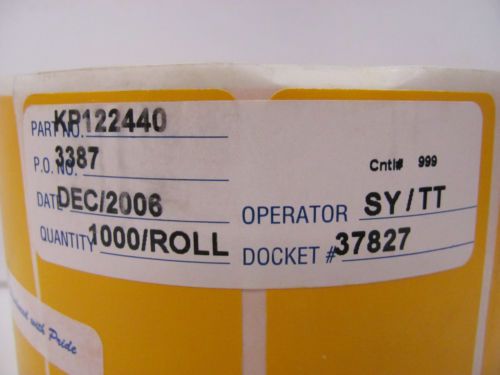 PART NO. KP122440
P.O. NO. 3387
Cntl# 999
DATE DEC/2006
OPERATOR SY/TT
QUANTITY 1000/ROLL
DOCKET # 37827
with Pride